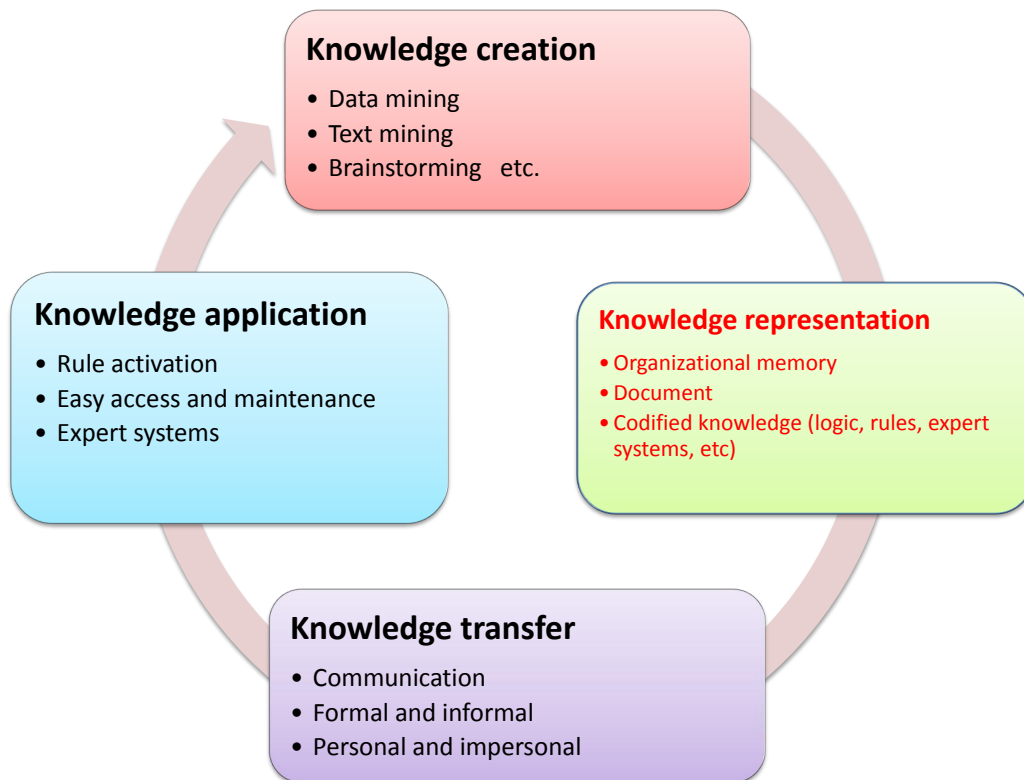 Knowledge creation
• Data mining
• Text mining
• Brainstorming etc.
Knowledge application
• Rule activation
• Easy access and maintenance
• Expert systems
Knowledge representation
• Organizational memory
• Document
• Codified knowledge (logic, rules, expert
systems, etc)
Knowledge transfer
• Communication
• Formal and informal
• Personal and impersonal